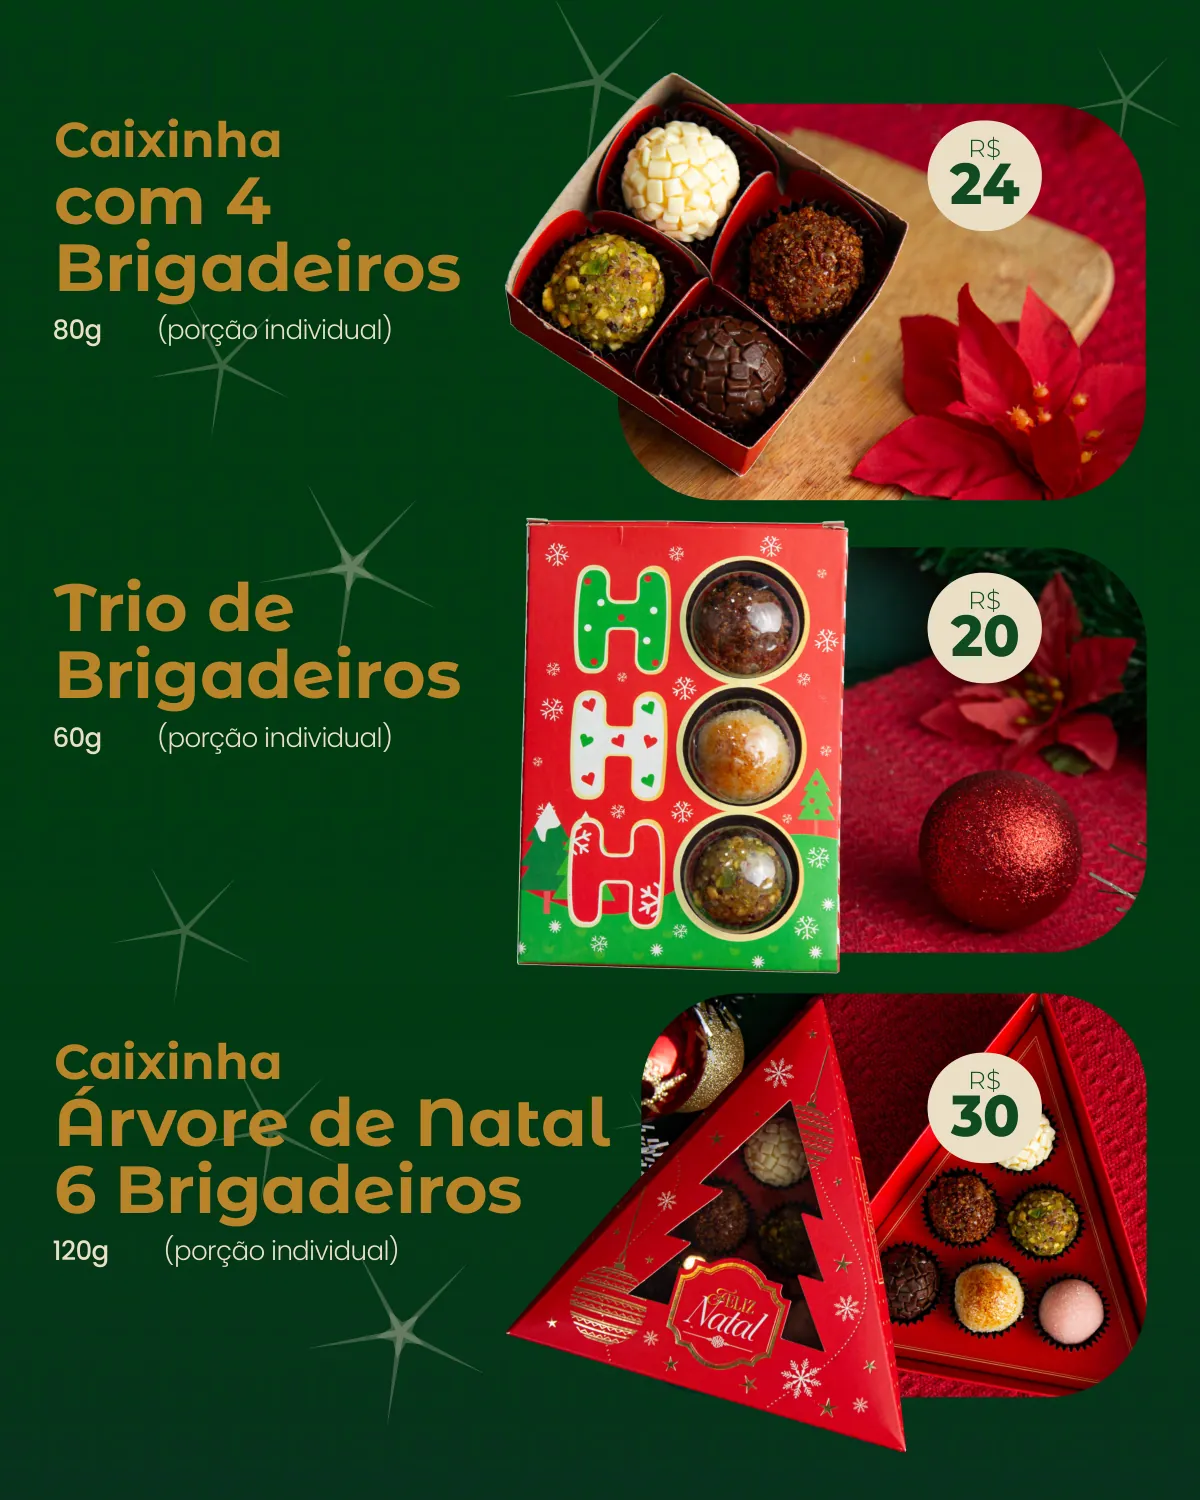 Caixinha
com 4
Brigadeiros
80g (porção individual)
R$
24
Trio de
Brigadeiros
60g (porção individual)
R$
20
H
H
H
Caixinha
Árvore de Natal
6 Brigadeiros
120g (porção individual)
R$
30
FELIZ
Natal